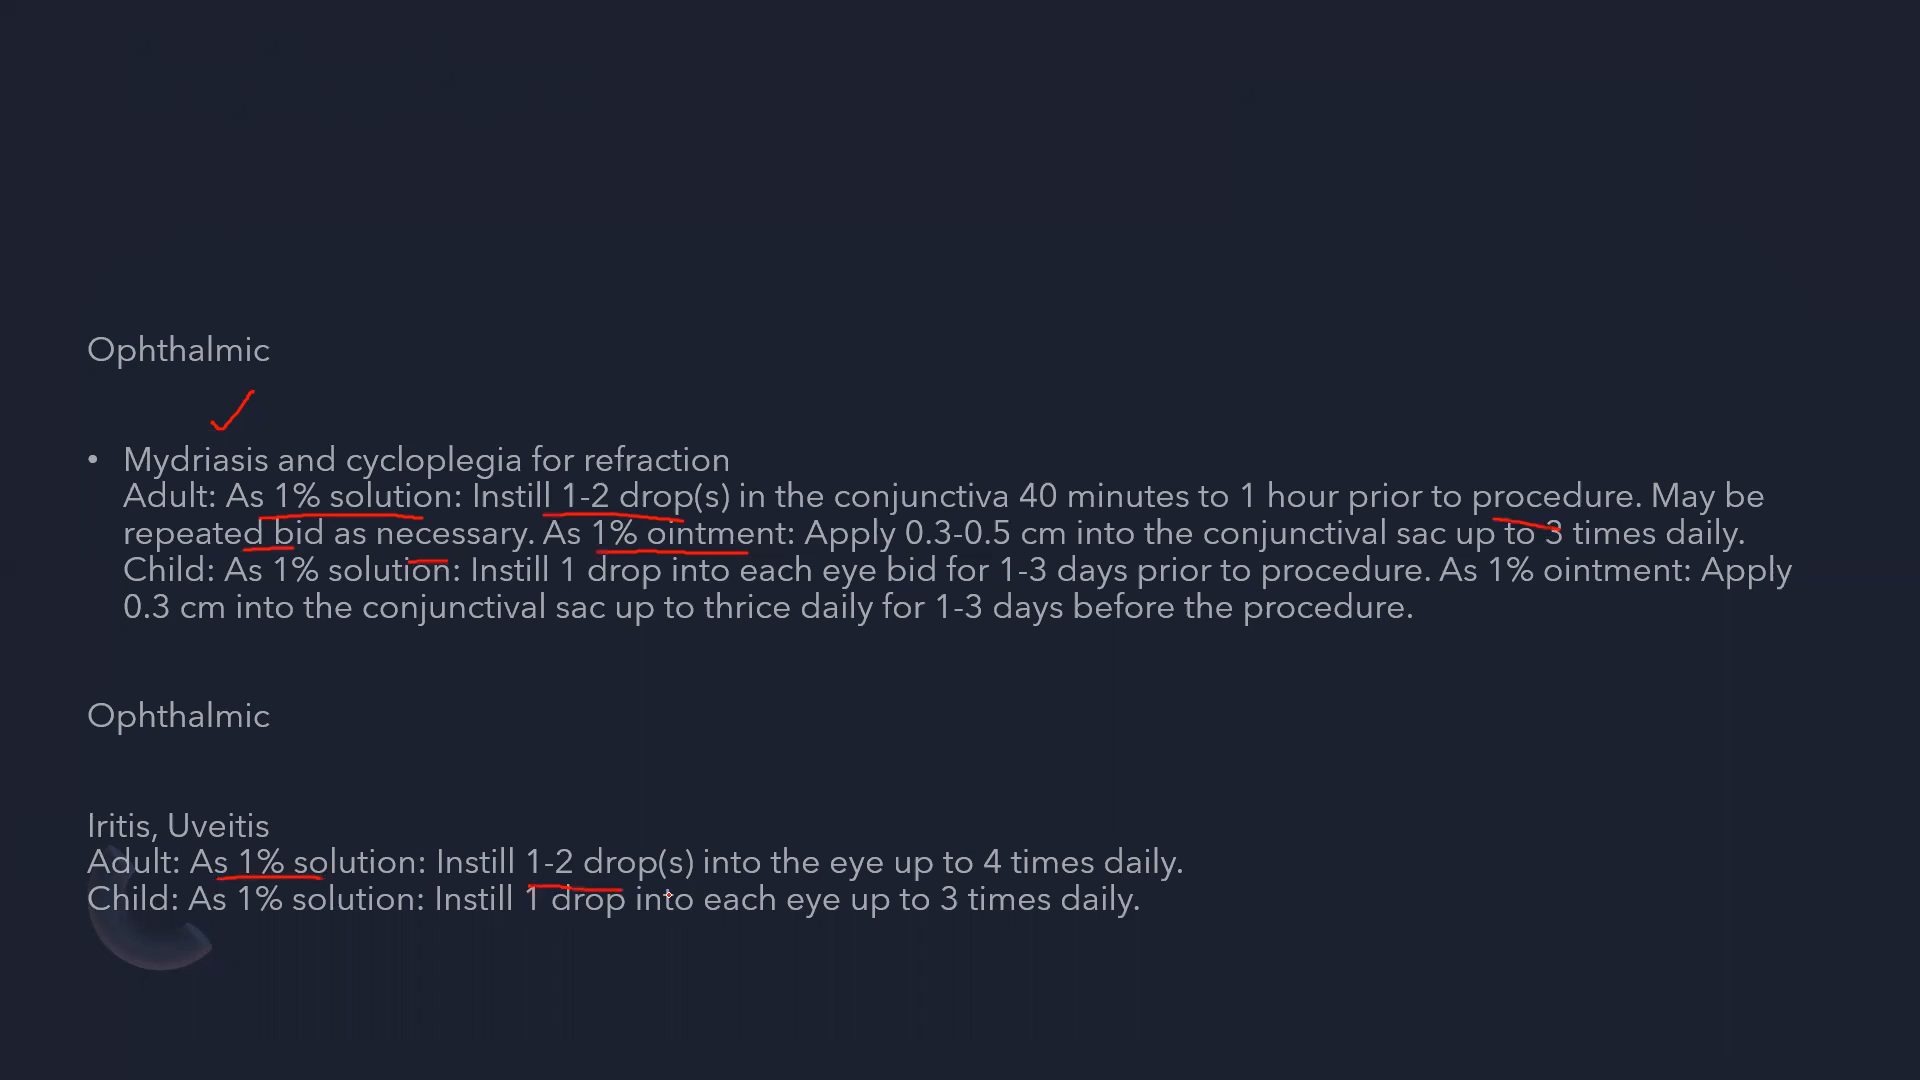 Ophthalmic
• Mydriasis and cycloplegia for refraction
Adult: As 1% solution: Instill 1-2 drop(s) in the conjunctiva 40 minutes to 1 hour prior to procedure. May be
repeated bid as necessary. As 1% ointment: Apply 0.3-0.5 cm into the conjunctival sac up to 3 times daily.
Child: As 1% solution: Instill 1 drop into each eye bid for 1-3 days prior to procedure. As 1% ointment: Apply
0.3 cm into the conjunctival sac up to thrice daily for 1-3 days before the procedure.
Ophthalmic
Iritis, Uveitis
Adult: As 1% solution: Instill 1-2 drop(s) into the eye up to 4 times daily.
Child: As 1% solution: Instill 1 drop into each eye up to 3 times daily.